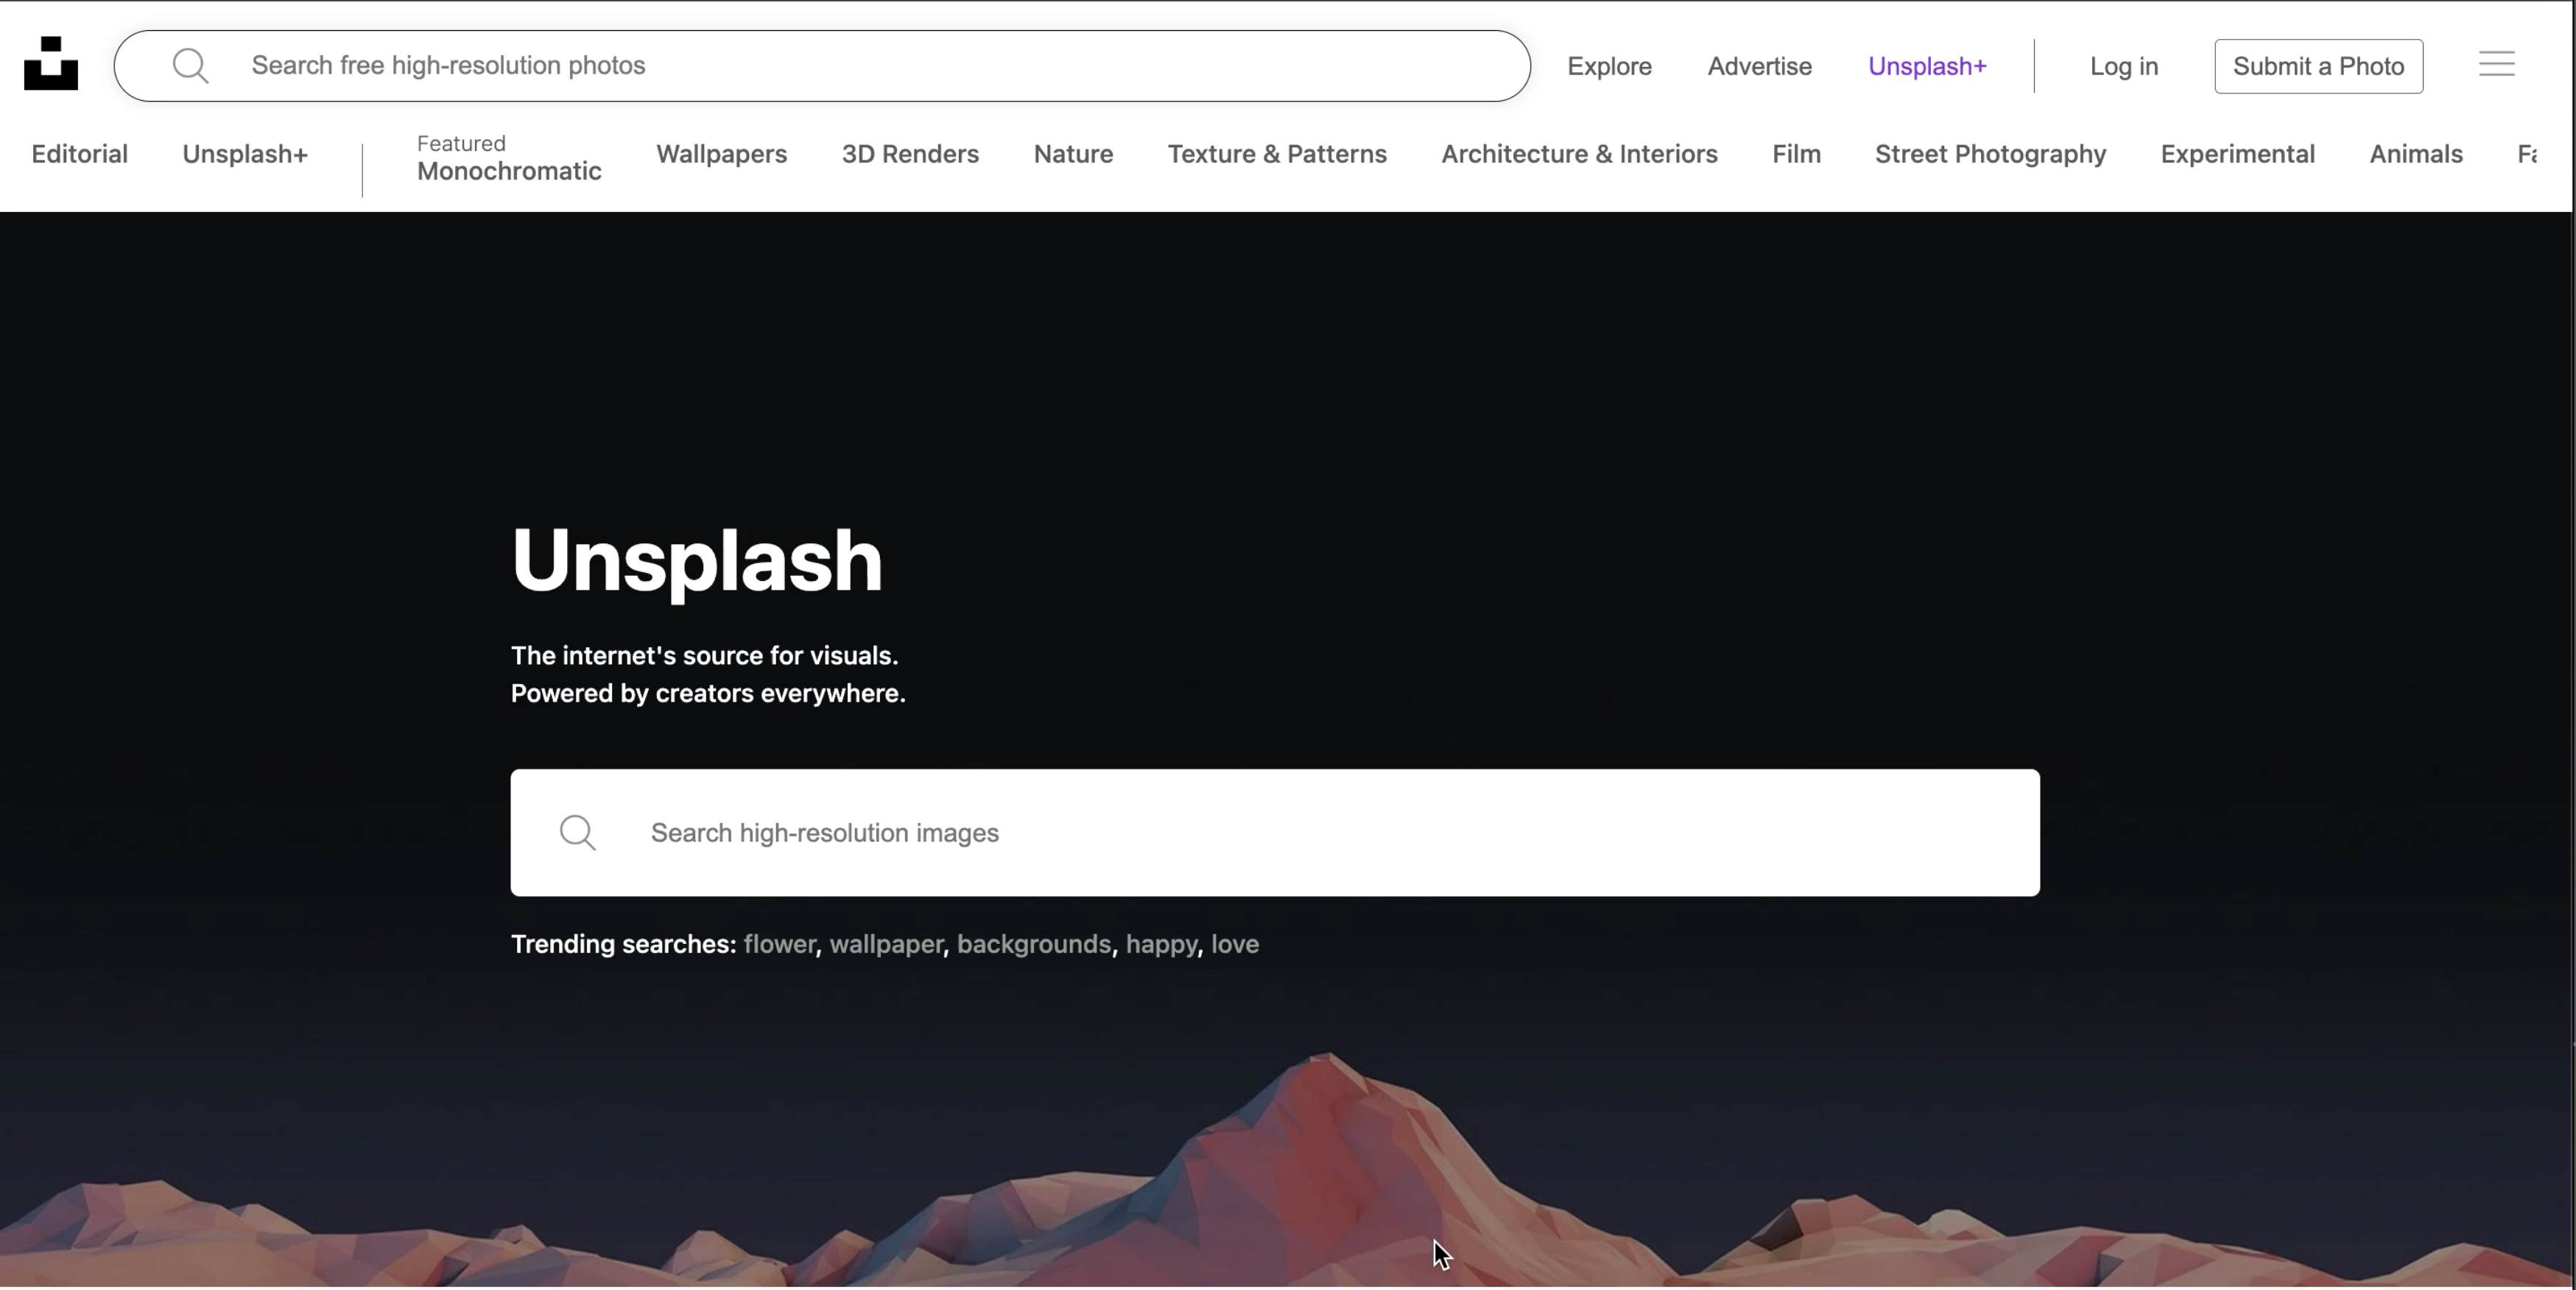 Search free high-resolution photos
Explore
Advertise
Unsplash+
Log in
Submit a Photo
Editorial
Unsplash+
Featured
Monochromatic
Wallpapers
3D Renders
Nature
Texture & Patterns
Architecture & Interiors
Film
Street Photography
Experimental
Animals
Unsplash
The internet's source for visuals.
Powered by creators everywhere.
Search high-resolution images
Trending searches: flower, wallpaper, backgrounds, happy, love